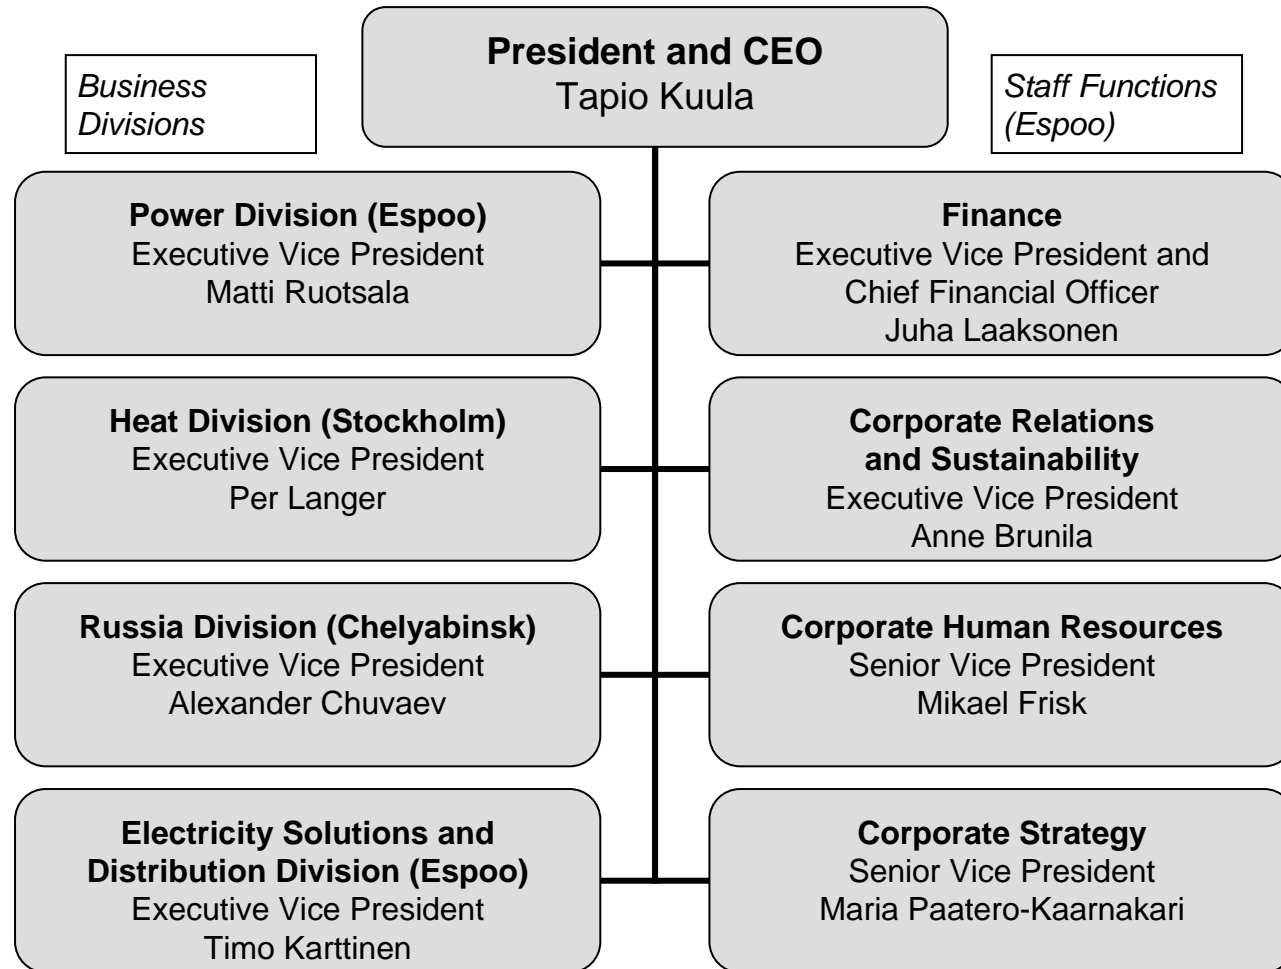 President and CEO
Tapio Kuula
Business
Divisions
Staff Functions
(Espoo)
Power Division (Espoo)
Executive Vice President
Matti Ruotsala
Finance
Executive Vice President and
Chief Financial Officer
Juha Laaksonen
Heat Division (Stockholm)
Executive Vice President
Per Langer
Corporate Relations
and Sustainability
Executive Vice President
Anne Brunila
Russia Division (Chelyabinsk)
Executive Vice President
Alexander Chuvaev
Corporate Human Resources
Senior Vice President
Mikael Frisk
Electricity Solutions and
Distribution Division (Espoo)
Executive Vice President
Timo Karttinen
Corporate Strategy
Senior Vice President
Maria Paatero-Kaarnakari